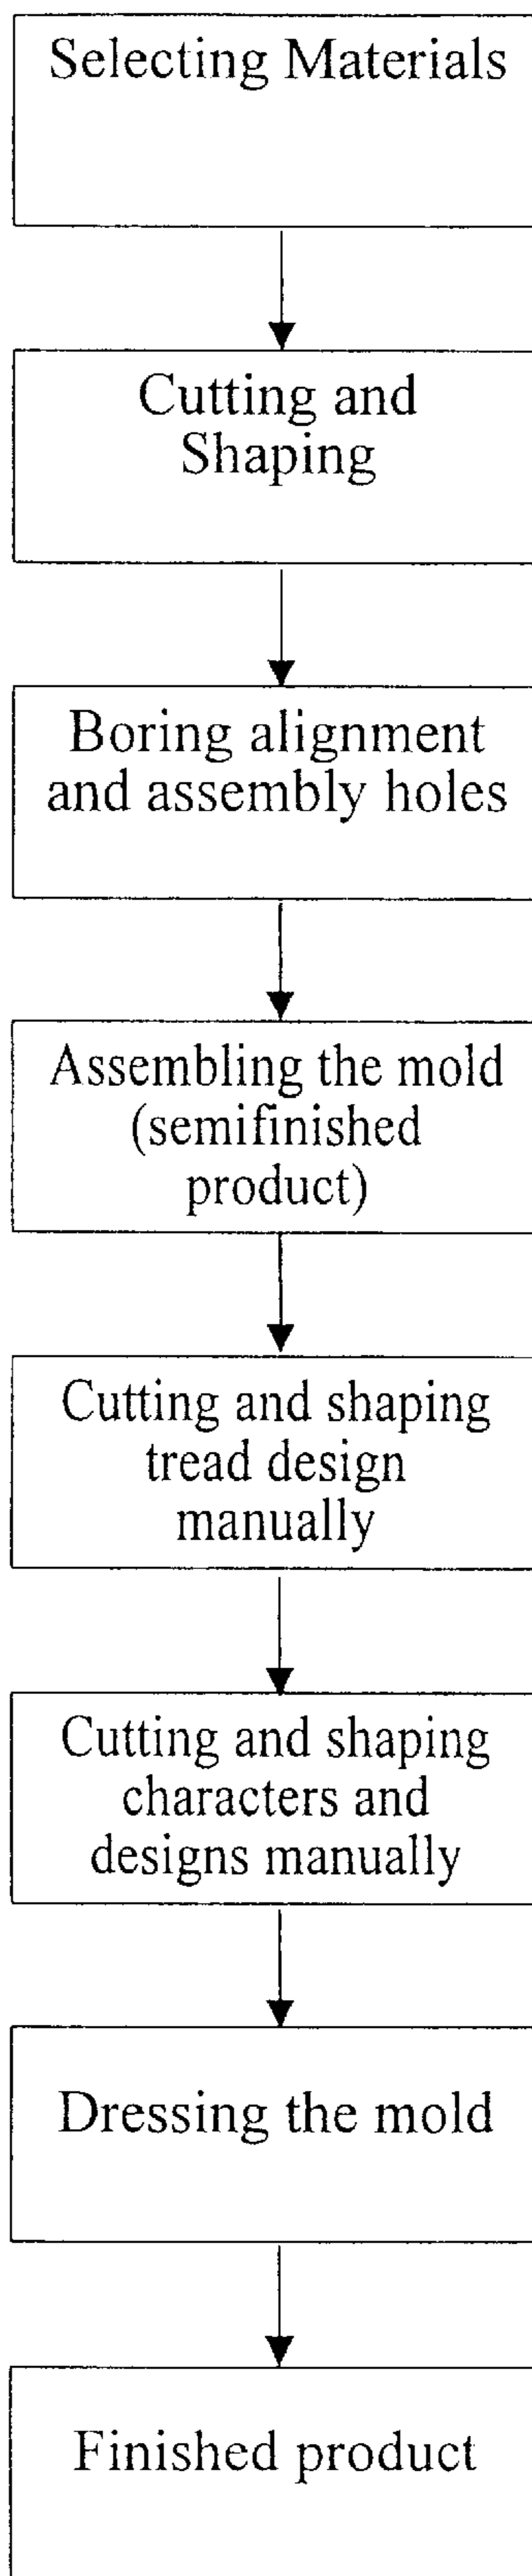 Selecting Materials
Cutting and
Shaping
Boring alignment
and assembly holes
Assembling the mold
(semifinished
product)
Cutting and shaping
tread design
manually
Cutting and shaping
characters and
designs manually
Dressing the mold
Finished product